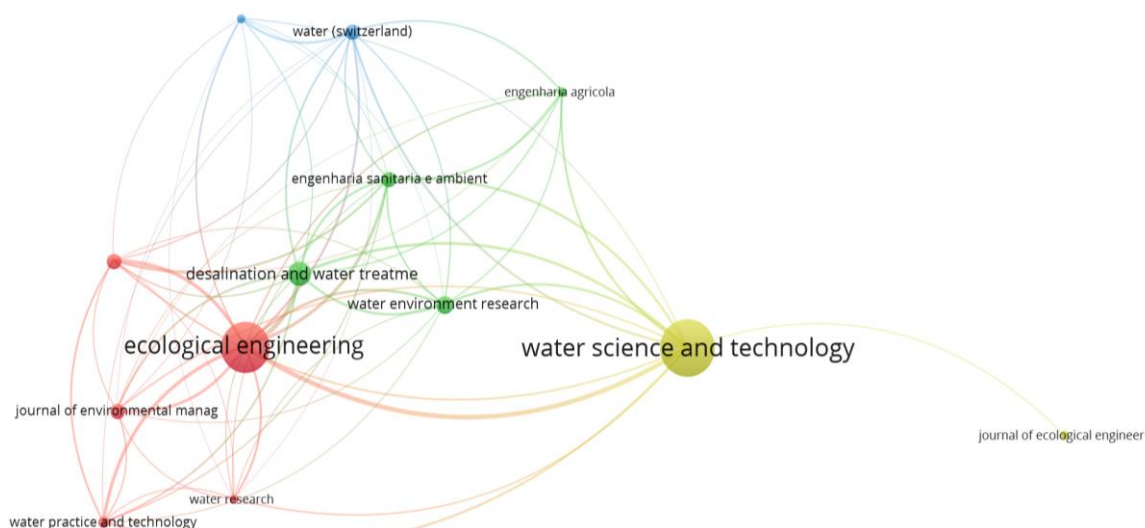 water (switzerland)
engenharia agricola
engenharia sanitaria e ambient
desalination and water treatme
water environment research
ecological engineering
water science and technology
journal of environmental manag
journal of ecological engineer
water research
water practice and technology